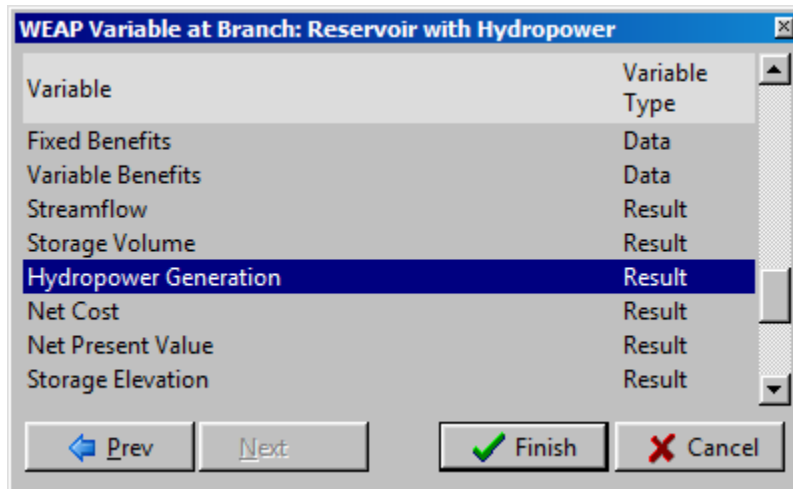 WEAP Variable at Branch: Reservoir with Hydropower
Variable Variable Type
Fixed Benefits Data
Variable Benefits Data
Streamflow Result
Storage Volume Result
Hydropower Generation Result
Net Cost Result
Net Present Value Result
Storage Elevation Result
Prev Next Finish Cancel